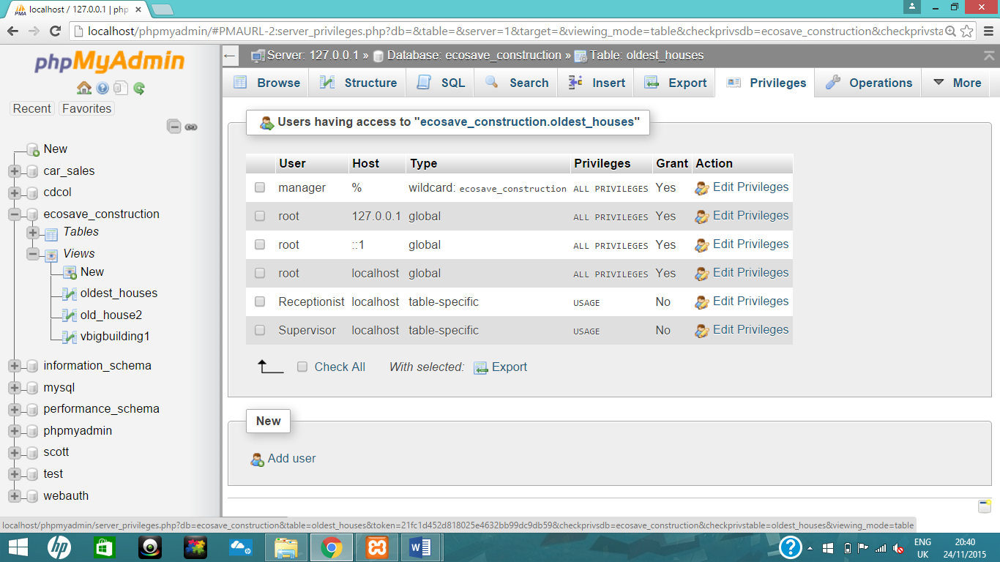 localhost / 127.0.0.1 | php
localhost/phpmyadmin/#PMAURL-2:server_privileges.php?db=&table=&server=1&target=&viewing_mode=table&checkprivsdb=ecosave_construction&checkprivsta
phpMyAdmin
Recent Favorites
New
car_sales
cdcol
ecosave_construction
Tables
Views
New
oldest_houses
old_house2
vbigbuilding1
information_schema
mysql
performance_schema
phpmyadmin
scott
test
webauth
Server: 127.0.0.1 » Database: ecosave_construction » Table: oldest_houses
Browse Structure SQL Search Insert Export Privileges Operations More
Users having access to "ecosave_construction.oldest_houses"
User Host Type Privileges Grant Action
manager % wildcard: ecosave_construction ALL PRIVILEGES Yes Edit Privileges
root 127.0.0.1 global ALL PRIVILEGES Yes Edit Privileges
root ::1 global ALL PRIVILEGES Yes Edit Privileges
root localhost global ALL PRIVILEGES Yes Edit Privileges
Receptionist localhost table-specific USAGE No Edit Privileges
Supervisor localhost table-specific USAGE No Edit Privileges
Check All With selected: Export
New
Add user
localhost/phpmyadmin/server_privileges.php?db=ecosave_construction&table=oldest_houses&token=21fc1d452d818025e4632bb99dc9db59&checkprivsdb=ecosave_construction&checkprivstable=oldest_houses&viewing_mode=table
ENG 20:40
UK 24/11/2015